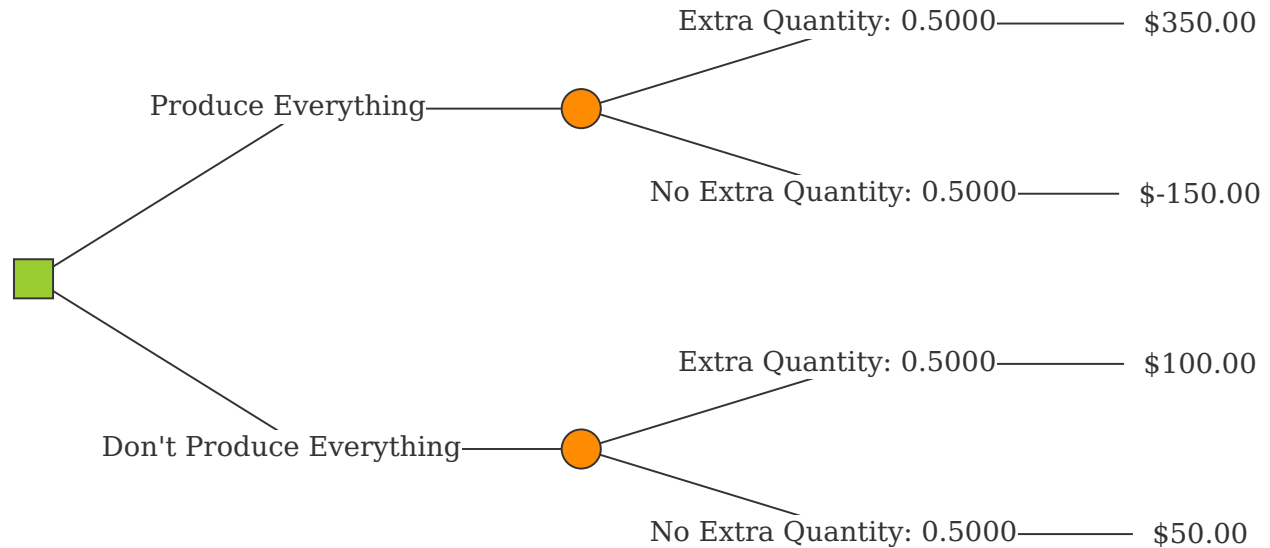 Extra Quantity: 0.5000 $350.00
Produce Everything
No Extra Quantity: 0.5000 $-150.00
Extra Quantity: 0.5000 $100.00
Don't Produce Everything
No Extra Quantity: 0.5000 $50.00